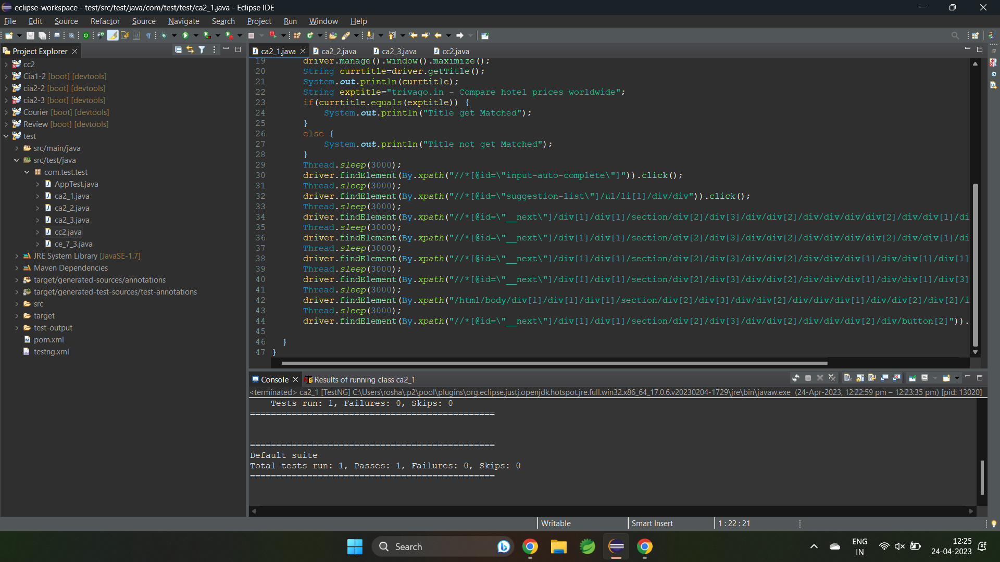 eclipse-workspace - test/src/test/java/com/test/test/ca2_1.java - Eclipse IDE
File Edit Source Refactor Source Navigate Search Project Run Window Help
Project Explorer
cc2
Cia1-2 [boot] [devtools]
cia2-2 [boot] [devtools]
cia2-3 [boot] [devtools]
Courier [boot] [devtools]
Review [boot] [devtools]
test
src/main/java
src/test/java
com.test.test
AppTest.java
ca2_1.java
ca2_2.java
ca2_3.java
cc2.java
ce_7_3.java
JRE System Library [JavaSE-1.7]
Maven Dependencies
target/generated-sources/annotations
target/generated-test-sources/test-annotations
src
target
test-output
pom.xml
testng.xml
ca2_1.java ca2_2.java ca2_3.java cc2.java
19 driver.manage().window().maximize();
20 String currtitle=driver.getTitle();
21 System.out.println(currtitle);
22 String exptitle="trivago.in - Compare hotel prices worldwide";
23 if(currtitle.equals(exptitle)) {
24 System.out.println("Title get Matched");
25 }
26 else {
27 System.out.println("Title not get Matched");
28 }
29 Thread.sleep(3000);
30 driver.findElement(By.xpath("//*[@id=\"input-auto-complete\"]")).click();
31 Thread.sleep(3000);
32 driver.findElement(By.xpath("//*[@id=\"suggestion-list\"]/ul/li[1]/div/div")).click();
33 Thread.sleep(3000);
34 driver.findElement(By.xpath("//*[@id=\"__next\"]/div[1]/div[1]/section/div[2]/div[3]/div/div[2]/div/div/div/div[2]/div/div[1]/di
35 Thread.sleep(3000);
36 driver.findElement(By.xpath("//*[@id=\"__next\"]/div[1]/div[1]/section/div[2]/div[3]/div/div[2]/div/div/div/div[2]/div/div[1]/di
37 Thread.sleep(3000);
38 driver.findElement(By.xpath("//*[@id=\"__next\"]/div[1]/div[1]/section/div[2]/div[3]/div/div[2]/div/div/div[1]/div/div[1]/div[1]
39 Thread.sleep(3000);
40 driver.findElement(By.xpath("//*[@id=\"__next\"]/div[1]/div[1]/section/div[2]/div[3]/div/div[2]/div/div/div[1]/div/div[1]/div[3]
41 Thread.sleep(3000);
42 driver.findElement(By.xpath("/html/body/div[1]/div[1]/div[1]/section/div[2]/div[3]/div/div[2]/div/div/div[1]/div/div[2]/div[2]/i
43 Thread.sleep(3000);
44 driver.findElement(By.xpath("//*[@id=\"__next\"]/div[1]/div[1]/section/div[2]/div[3]/div/div[2]/div/div/div[2]/div/button[2]")).
45
46 }
47 }
Console Results of running class ca2_1
<terminated> ca2_1 [TestNG] C:\Users\rosha\.p2\pool\plugins\org.eclipse.justj.openjdk.hotspot.jre.full.win32.x86_64_17.0.6.v20230204-1729\jre\bin\javaw.exe (24-Apr-2023, 12:22:59 pm – 12:23:35 pm) [pid: 13020]
Tests run: 1, Failures: 0, Skips: 0
===============================================
===============================================
Default suite
Total tests run: 1, Passes: 1, Failures: 0, Skips: 0
===============================================
Writable Smart Insert 1 : 22 : 21
Search
ENG
IN
12:25
24-04-2023